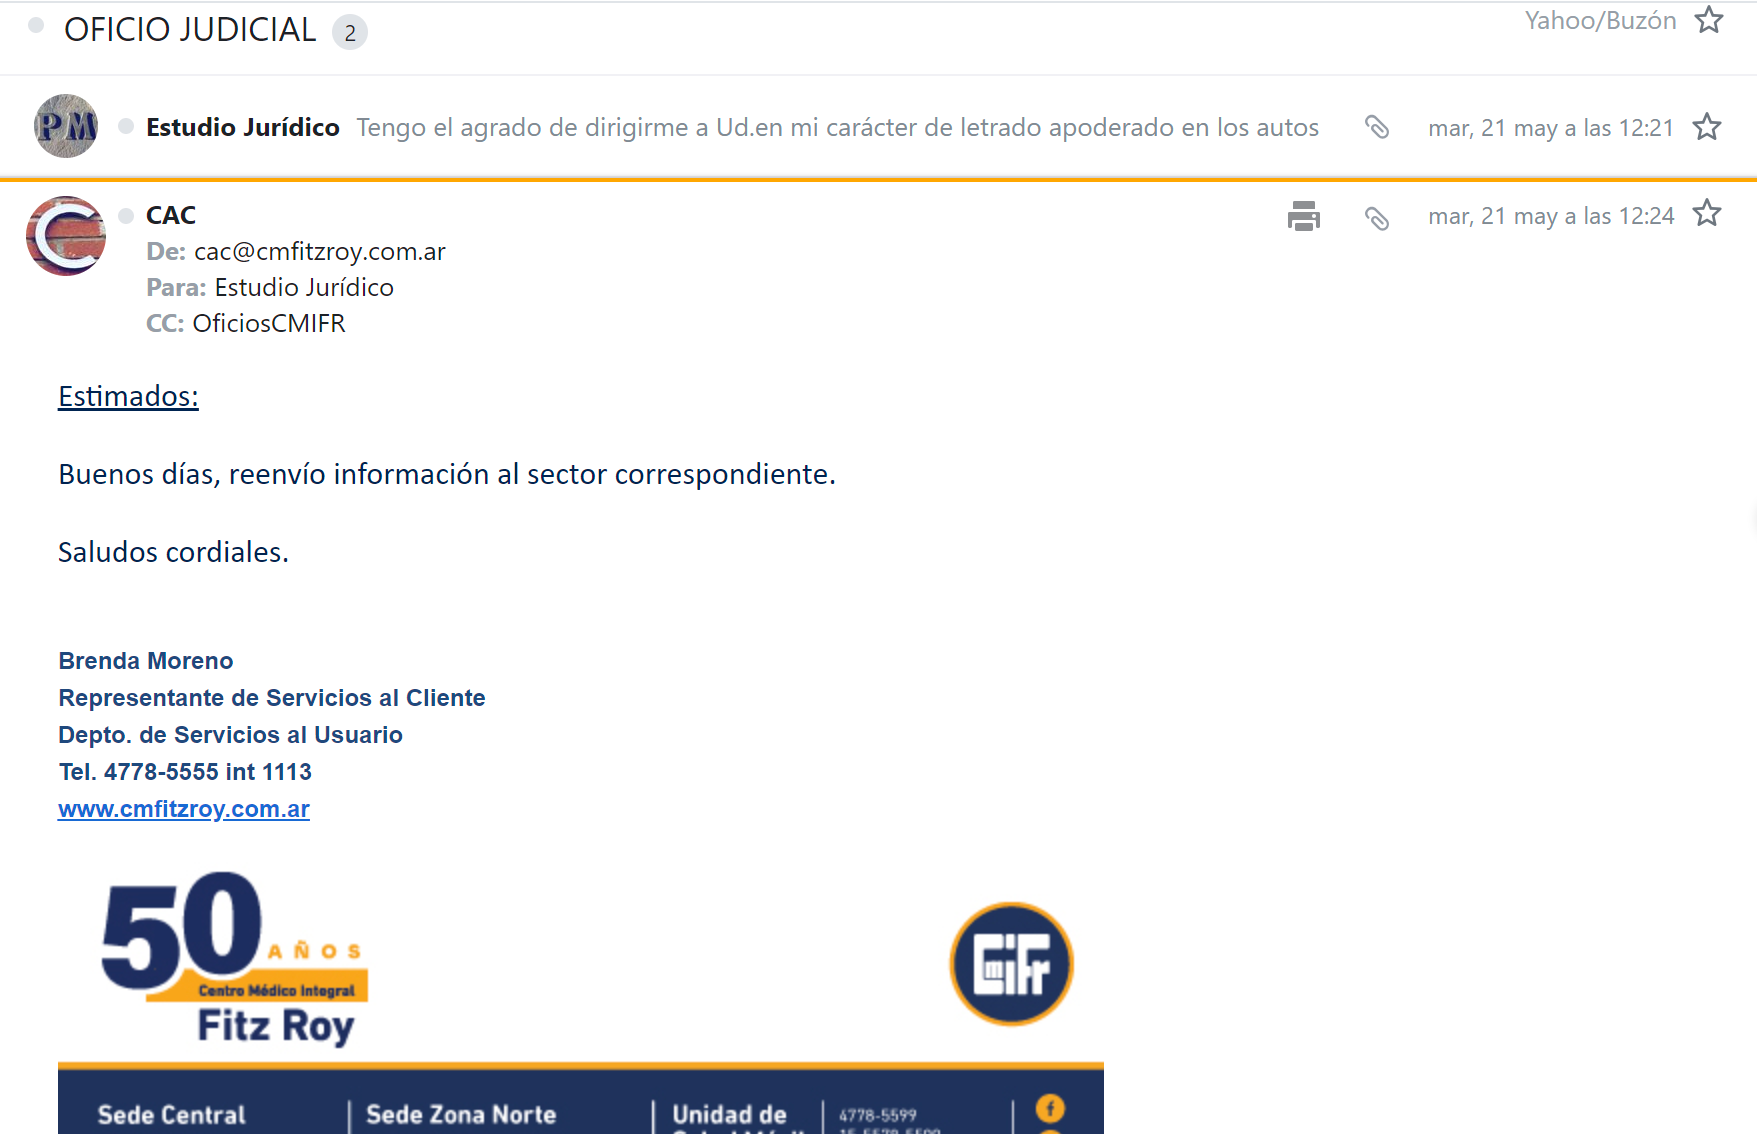 OFICIO JUDICIAL 2
Yahoo/Buzón
PM
Estudio Jurídico Tengo el agrado de dirigirme a Ud.en mi carácter de letrado apoderado en los autos mar, 21 may a las 12:21
C
CAC mar, 21 may a las 12:24
De: cac@cmfitzroy.com.ar
Para: Estudio Jurídico
CC: OficiosCMIFR
Estimados:
Buenos días, reenvío información al sector correspondiente.
Saludos cordiales.
Brenda Moreno
Representante de Servicios al Cliente
Depto. de Servicios al Usuario
Tel. 4778-5555 int 1113
www.cmfitzroy.com.ar
50 AÑOS
Centro Médico Integral
Fitz Roy
CmiFr
Sede Central
Sede Zona Norte
Unidad de
4778-5599